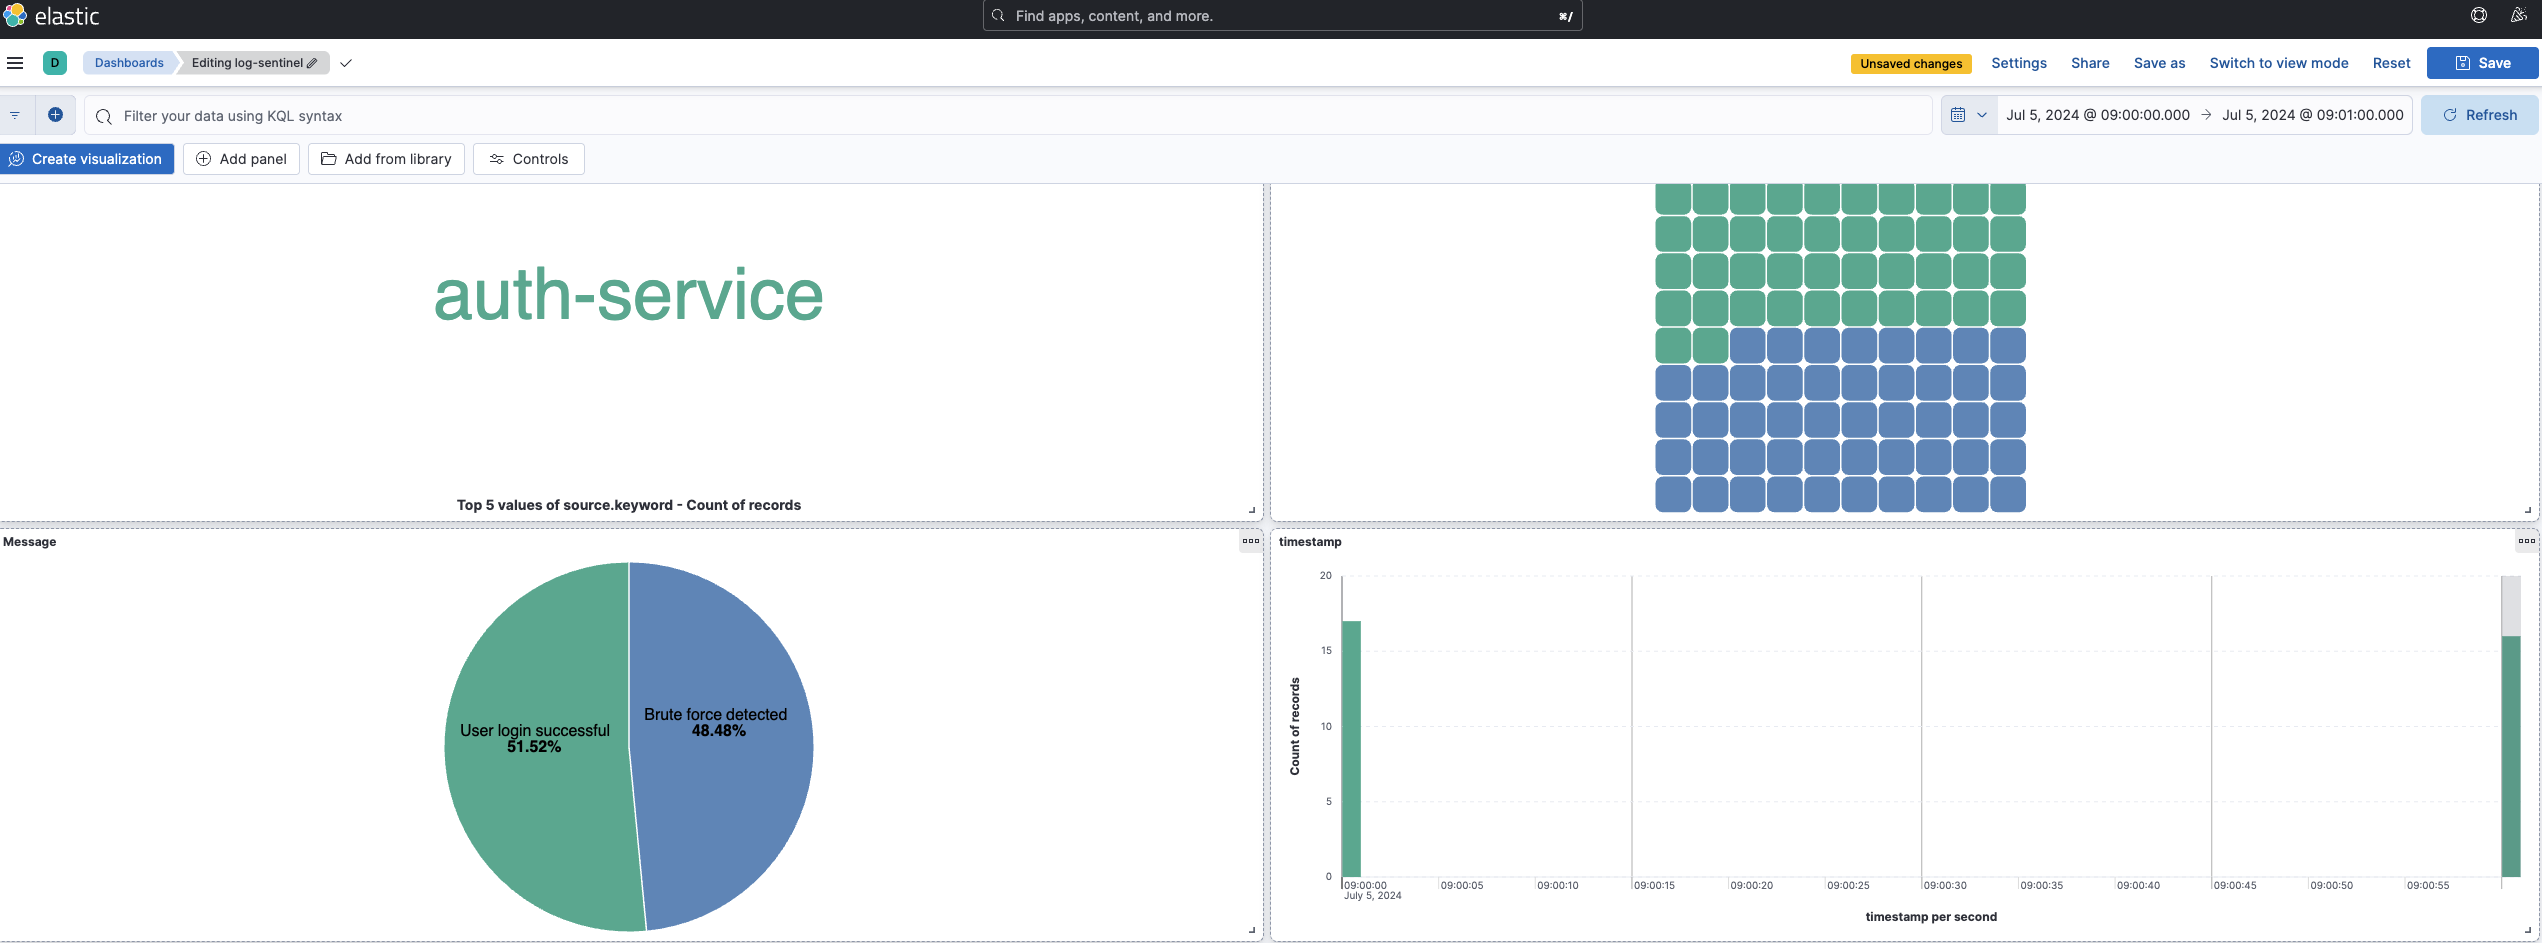 elastic
Find apps, content, and more.
⌘/
D
Dashboards
Editing log-sentinel
Unsaved changes
Settings
Share
Save as
Switch to view mode
Reset
Save
Filter your data using KQL syntax
Jul 5, 2024 @ 09:00:00.000 → Jul 5, 2024 @ 09:01:00.000
Refresh
Create visualization
Add panel
Add from library
Controls
auth-service
Top 5 values of source.keyword - Count of records
Message
User login successful
51.52%
Brute force detected
48.48%
timestamp
20
15
10
5
0
Count of records
09:00:00
July 5, 2024
09:00:05
09:00:10
09:00:15
09:00:20
09:00:25
09:00:30
09:00:35
09:00:40
09:00:45
09:00:50
09:00:55
timestamp per second